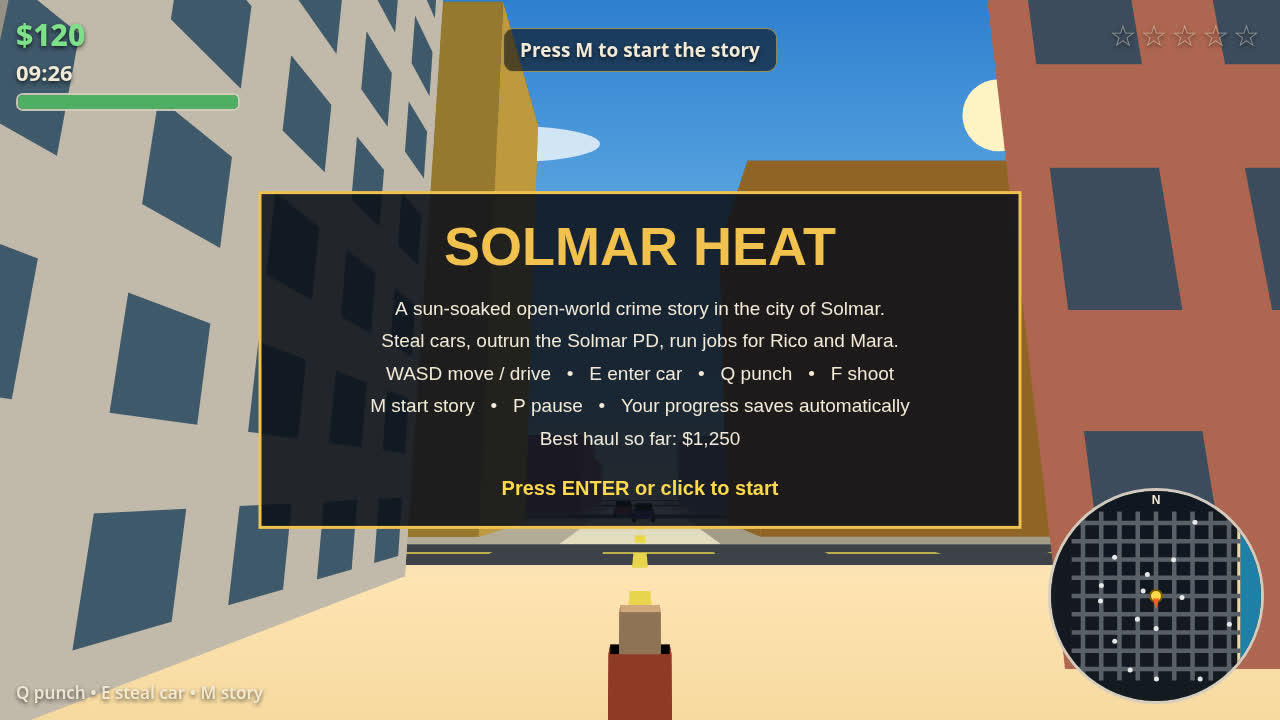 $120
09:26
Press M to start the story
☆☆☆☆☆
SOLMAR HEAT
A sun-soaked open-world crime story in the city of Solmar.
Steal cars, outrun the Solmar PD, run jobs for Rico and Mara.
WASD move / drive • E enter car • Q punch • F shoot
M start story • P pause • Your progress saves automatically
Best haul so far: $1,250
Press ENTER or click to start
N
Q punch • E steal car • M story